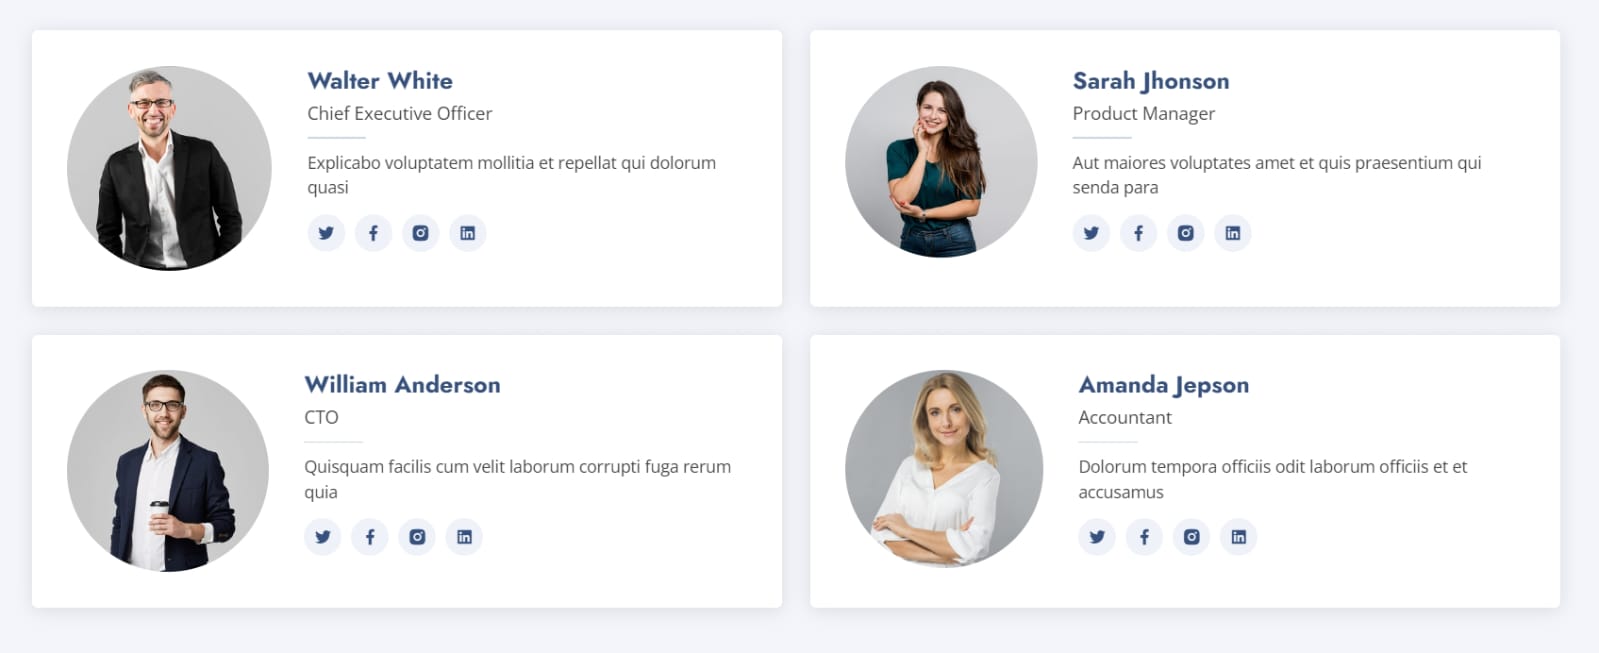 Walter White
Chief Executive Officer
Explicabo voluptatem mollitia et repellat qui dolorum
quasi
Sarah Jhonson
Product Manager
Aut maiores voluptates amet et quis praesentium qui
senda para
William Anderson
CTO
Quisquam facilis cum velit laborum corrupti fuga rerum
quia
Amanda Jepson
Accountant
Dolorum tempora officiis odit laborum officiis et et
accusamus